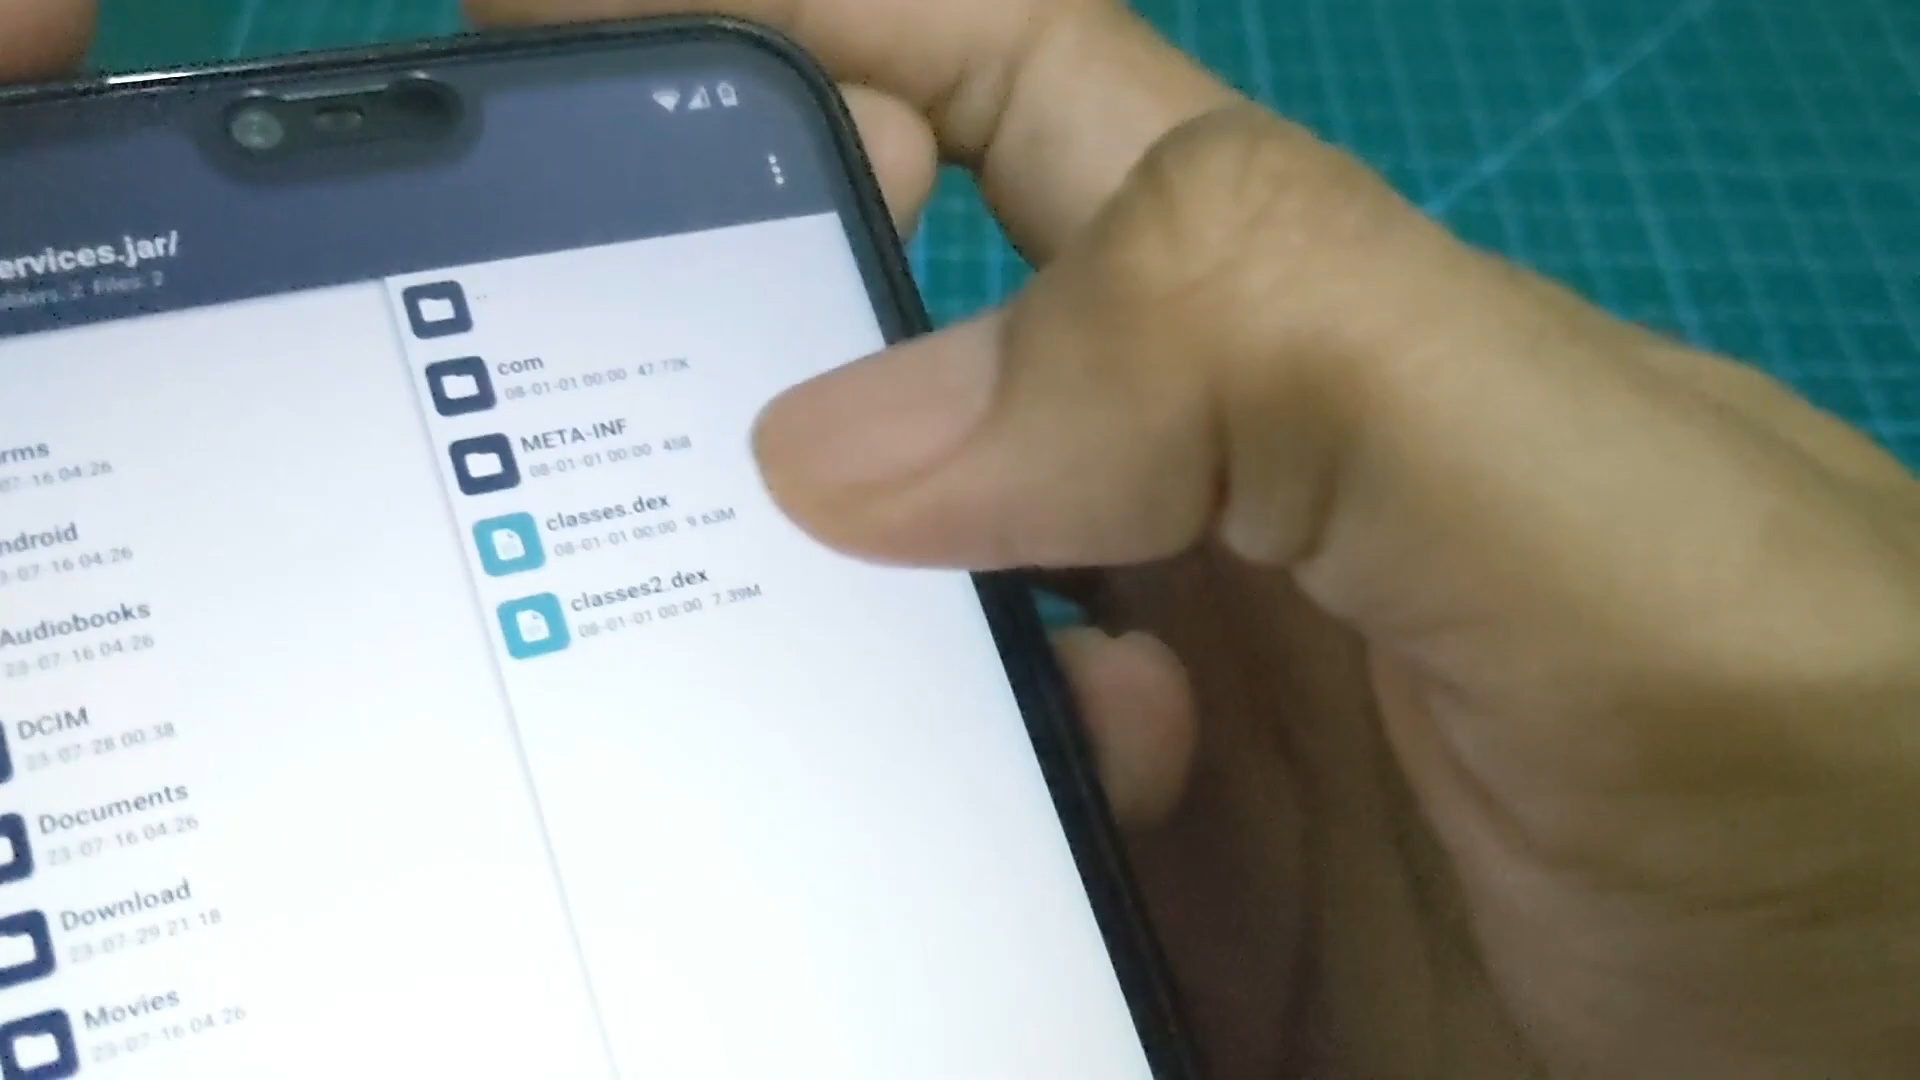 ervices.jar/
rms
07-16 04:26
ndroid
07-16 04:26
Audiobooks
23-07-16 04:26
DCIM
23-07-28 00:38
Documents
23-07-16 04:26
Download
23-07-29 21:18
Movies
23-07-16 04:26
..
com
08-01-01 00:00 47.72K
META-INF
08-01-01 00:00 45B
classes.dex
08-01-01 00:00 9.63M
classes2.dex
08-01-01 00:00 7.39M